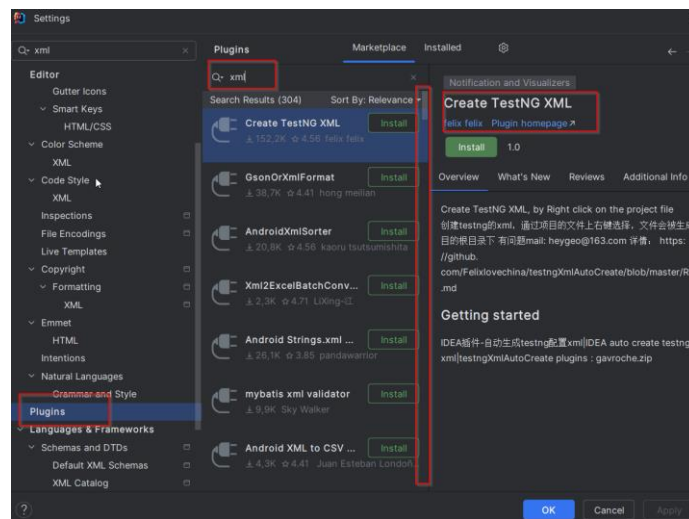 Settings
xml
Editor
Gutter Icons
Smart Keys
HTML/CSS
Color Scheme
XML
Code Style
XML
Inspections
File Encodings
Live Templates
Copyright
Formatting
XML
Emmet
HTML
Intentions
Natural Languages
Grammar and Style
Plugins
Languages & Frameworks
Schemas and DTDs
Default XML Schemas
XML Catalog
?
Plugins Marketplace Installed
xml
Search Results (304) Sort By: Relevance
Create TestNG XML Install
152,2K 4.56 felix felix
GsonOrXmlFormat Install
38,7K 4.41 hong meilian
AndroidXmlSorter Install
20,8K 4.56 kaoru tsutsumishita
Xml2ExcelBatchConv... Install
2,3K 4.71 LiXing-
Android Strings.xml ... Install
26,1K 3.85 pandawarrior
mybatis xml validator Install
9,9K Sky Walker
Android XML to CSV ... Install
4,3K 4.41 Juan Esteban Londoñ...
Notification and Visualizers
Create TestNG XML
felix felix Plugin homepage
Install 1.0
Overview What's New Reviews Additional Info
Create TestNG XML, by Right click on the project file
创建testng的xml，通过项目的文件上右键选择，文件会被生成
目的根目录下 有问题mail: heygeo@163.com 详情： https:
//github.
com/Felixlovechina/testngXmlAutoCreate/blob/master/R
.md
Getting started
IDEA插件-自动生成testng配置xml|IDEA auto create testng
xml|testngXmlAutoCreate plugins : gavroche.zip
OK Cancel Apply